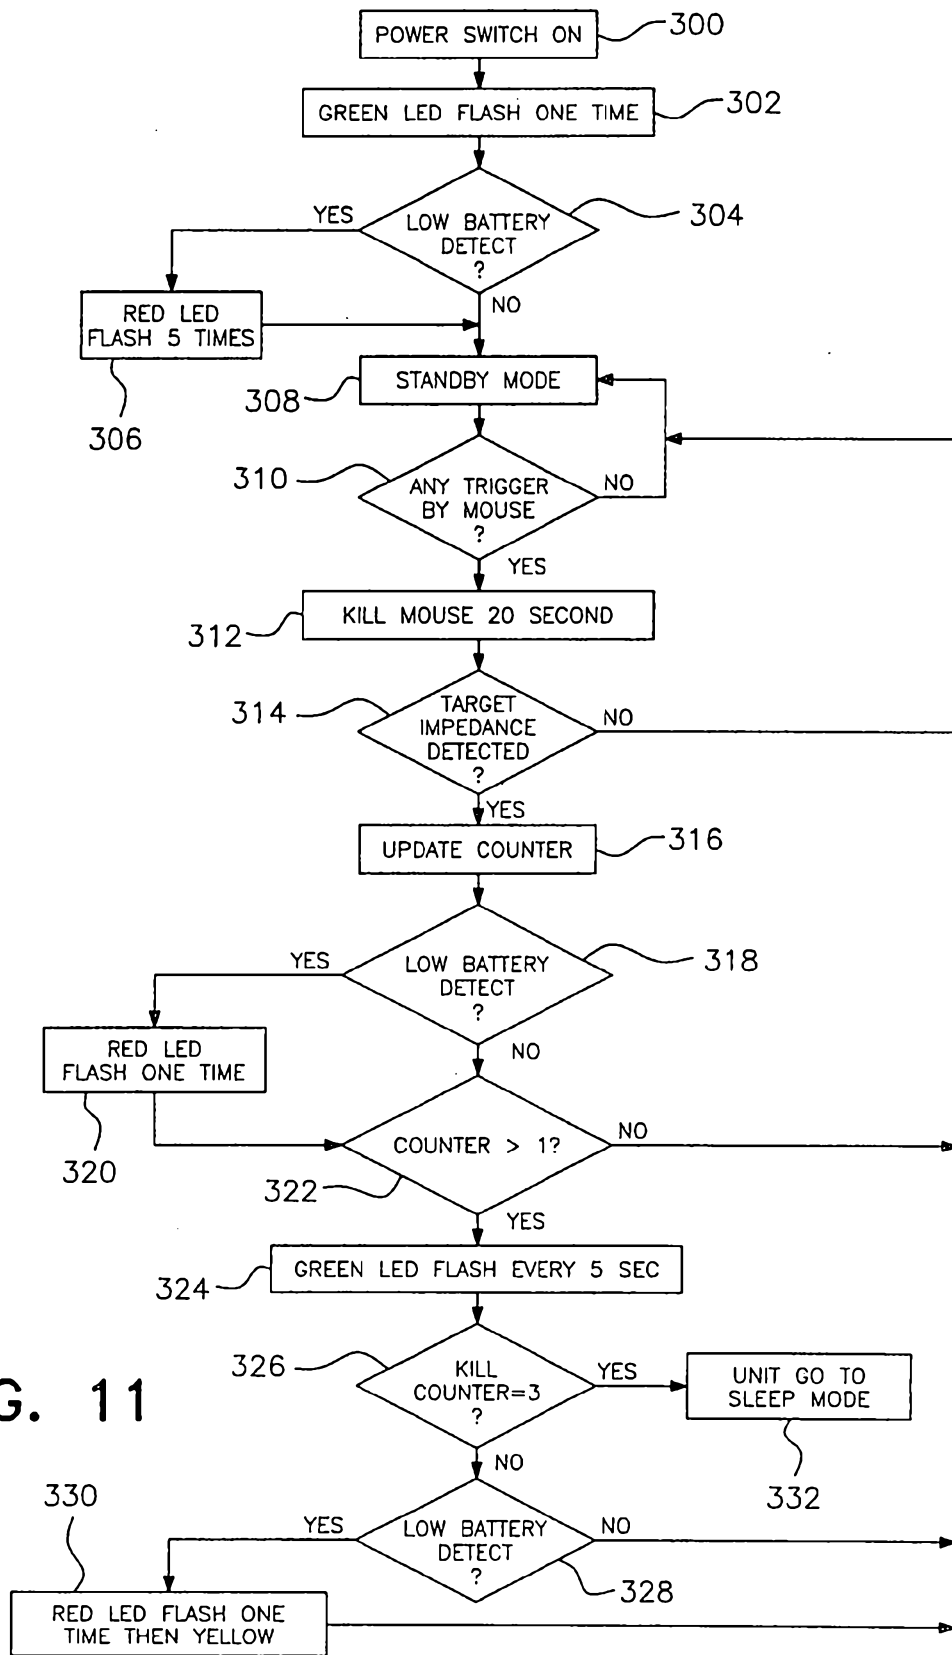 POWER SWITCH ON
300
GREEN LED FLASH ONE TIME
302
LOW BATTERY
DETECT
?
304
YES
NO
RED LED
FLASH 5 TIMES
306
STANDBY MODE
308
310
ANY TRIGGER
BY MOUSE
?
NO
YES
KILL MOUSE 20 SECOND
312
314
TARGET
IMPEDANCE
DETECTED
?
NO
YES
UPDATE COUNTER
316
LOW BATTERY
DETECT
?
318
YES
NO
RED LED
FLASH ONE TIME
320
COUNTER > 1?
322
NO
YES
GREEN LED FLASH EVERY 5 SEC
324
326
KILL
COUNTER=3
?
YES
UNIT GO TO
SLEEP MODE
332
NO
G. 11
330
YES
LOW BATTERY
DETECT
?
NO
328
RED LED FLASH ONE
TIME THEN YELLOW